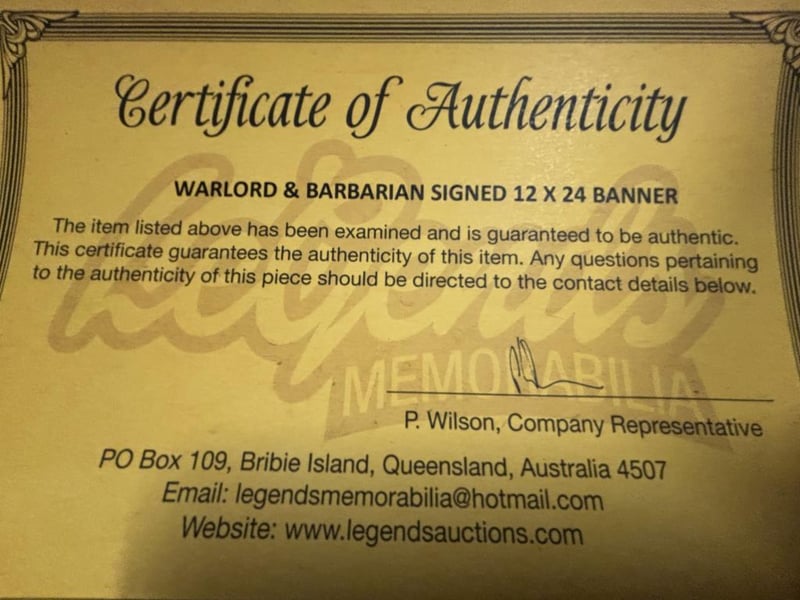 Certificate of Authenticity
WARLORD & BARBARIAN SIGNED 12 X 24 BANNER
The item listed above has been examined and is guaranteed to be authentic.
This certificate guarantees the authenticity of this item. Any questions pertaining
to the authenticity of this piece should be directed to the contact details below.
Legends
MEMORABILIA
P. Wilson, Company Representative
PO Box 109, Bribie Island, Queensland, Australia 4507
Email: legendsmemorabilia@hotmail.com
Website: www.legendsauctions.com